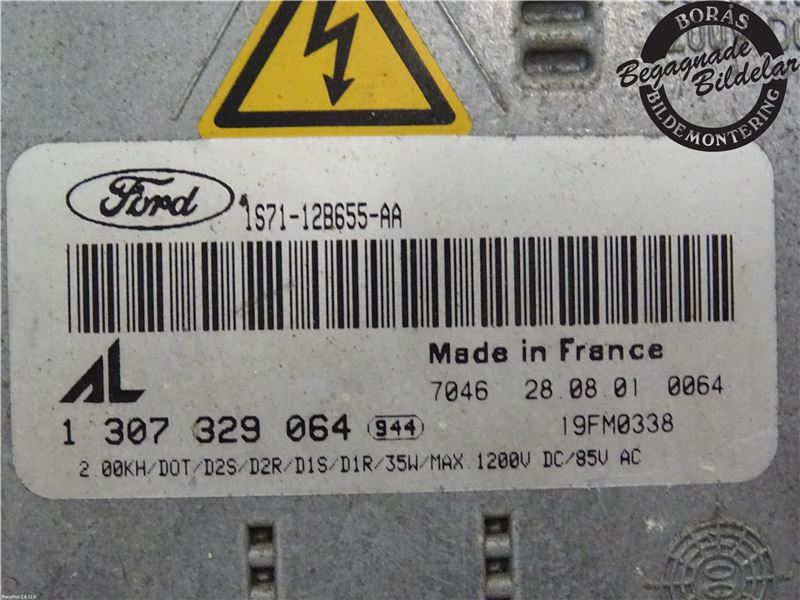 BORÅS
Begagnade
Bildelar
BILDEMONTERING
Ford
1S71-12B655-AA
AL
Made in France
7046 28.08.01 0064
1 307 329 064 944
19FM0338
2.00KH/DOT/D2S/D2R/D1S/D1R/35W/MAX.1200V DC/85V AC